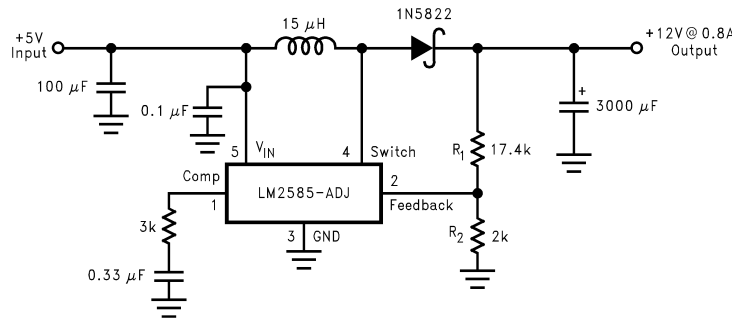 +5V
Input
15 μH
1N5822
+12V@ 0.8A
Output
100 μF
0.1 μF
3000 μF
+
5
VIN
4
Switch
R1
17.4k
Comp
1
LM2585-ADJ
2
Feedback
3k
3
GND
R2
2k
0.33 μF